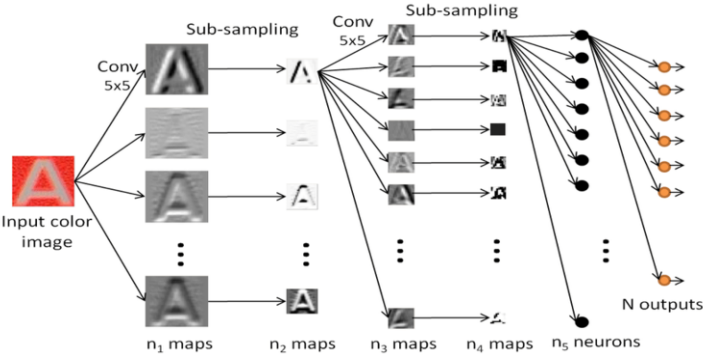 Sub-sampling
Conv
5x5
Conv
5x5
Sub-sampling
Input color
image
N outputs
n₁ maps
n₂ maps
n₃ maps
n₄ maps
n₅ neurons